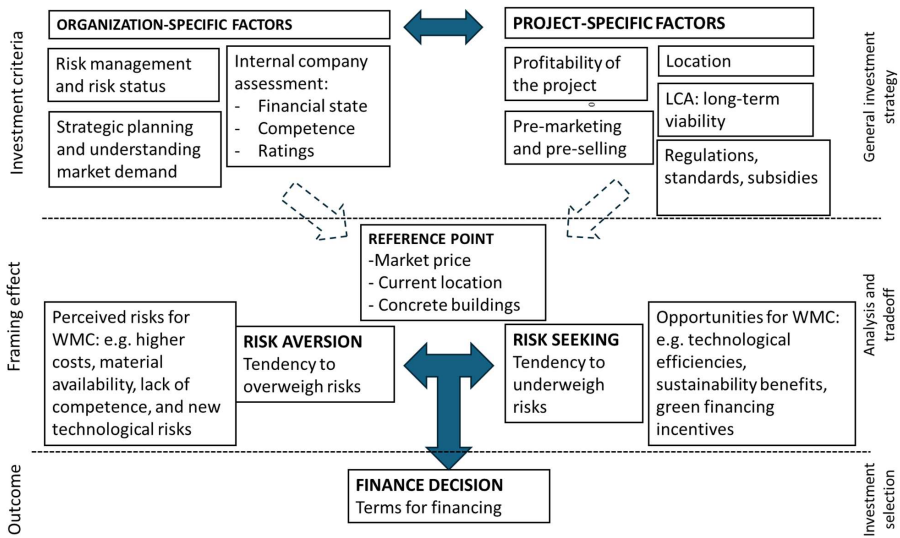 Investment criteria
ORGANIZATION-SPECIFIC FACTORS
Risk management
and risk status
Strategic planning
and understanding
market demand
Internal company
assessment:
- Financial state
- Competence
- Ratings
PROJECT-SPECIFIC FACTORS
Profitability of
the project
Pre-marketing
and pre-selling
Location
LCA: long-term
viability
Regulations,
standards, subsidies
General investment
strategy
Framing effect
REFERENCE POINT
-Market price
- Current location
- Concrete buildings
Perceived risks for
WMC: e.g. higher
costs, material
availability, lack of
competence, and new
technological risks
RISK AVERSION
Tendency to
overweigh risks
RISK SEEKING
Tendency to
underweigh
risks
Opportunities for WMC:
e.g. technological
efficiencies,
sustainability benefits,
green financing
incentives
Analysis and
tradeoff
Outcome
FINANCE DECISION
Terms for financing
Investment
selection